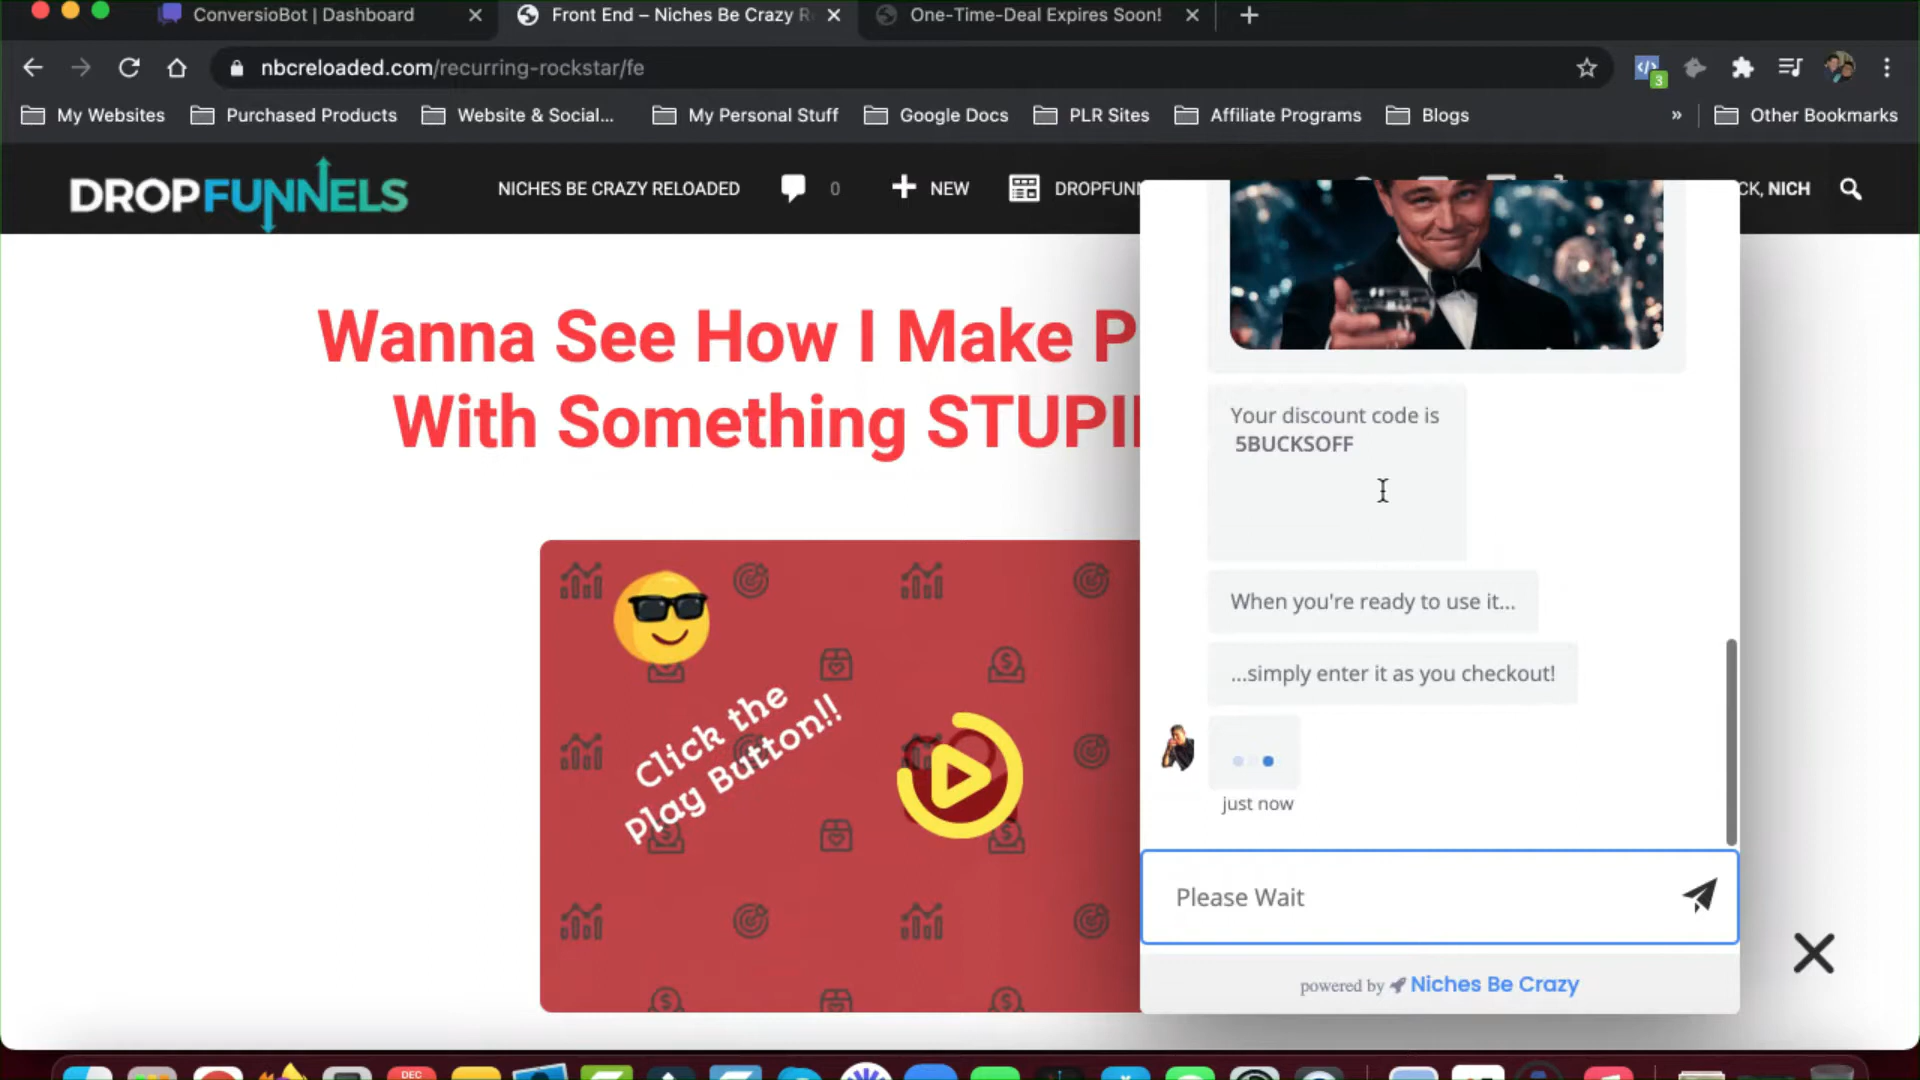 ConversioBot | Dashboard
Front End – Niches Be Crazy R
One-Time-Deal Expires Soon!
nbcreloaded.com/recurring-rockstar/fe
3
My Websites
Purchased Products
Website & Social...
My Personal Stuff
Google Docs
PLR Sites
Affiliate Programs
Blogs
»
Other Bookmarks
DROPFUNNELS
NICHES BE CRAZY RELOADED
0
NEW
DROPFUN
CK, NICH
Wanna See How I Make P
With Something STUPI
Click the
Play Button!!
Your discount code is
5BUCKSOFF
When you're ready to use it...
...simply enter it as you checkout!
just now
Please Wait
powered by Niches Be Crazy
DEC